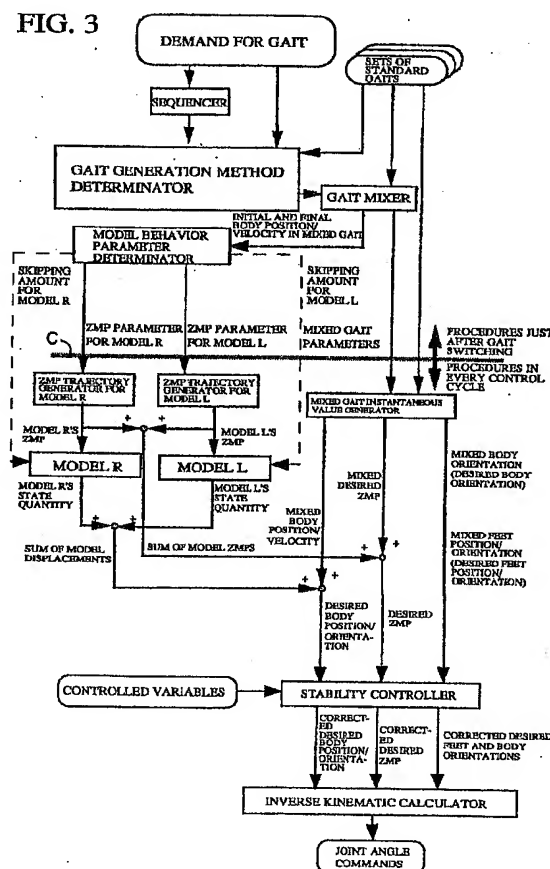 FIG. 3
DEMAND FOR GAIT
SETS OF
STANDARD
GAITS
SEQUENCER
GAIT GENERATION METHOD
DETERMINATOR
GAIT MIXER
INITIAL AND FINAL
BODY POSITION/
VELOCITY IN MIXED GAIT
MODEL BEHAVIOR
PARAMETER
DETERMINATOR
SKIPPING
AMOUNT
FOR
MODEL R
SKIPPING
AMOUNT
FOR
MODEL L
ZMP PARAMETER
FOR MODEL R
ZMP PARAMETER
FOR MODEL L
MIXED GAIT
PARAMETERS
C
PROCEDURES JUST
AFTER GAIT
SWITCHING
PROCEDURES IN
EVERY CONTROL
CYCLE
ZMP TRAJECTORY
GENERATOR FOR
MODEL R
ZMP TRAJECTORY
GENERATOR FOR
MODEL L
MIXED GAIT INSTANTANEOUS
VALUE GENERATOR
+
+
MODEL R'S
ZMP
MODEL L'S
ZMP
MODEL R
MODEL L
MIXED BODY
ORIENTATION
(DESIRED BODY
ORIENTATION)
MODEL R'S
STATE
QUANTITY
MODEL L'S
STATE
QUANTITY
MIXED
DESIRED
ZMP
MIXED
BODY
POSITION/
VELOCITY
+
+
SUM OF MODEL
DISPLACEMENTS
SUM OF MODEL ZMPS
+
+
MIXED FEET
POSITION/
ORIENTATION
(DESIRED FEET
POSITION/
ORIENTATION)
+
+
DESIRED
BODY
POSITION/
ORIENTA-
TION
DESIRED
ZMP
CONTROLLED VARIABLES
STABILITY CONTROLLER
CORRECT-
ED
DESIRED
BODY
POSITION/
ORIENTA-
TION
CORRECT-
ED
DESIRED
ZMP
CORRECTED DESIRED
FEET AND BODY
ORIENTATIONS
INVERSE KINEMATIC CALCULATOR
JOINT ANGLE
COMMANDS